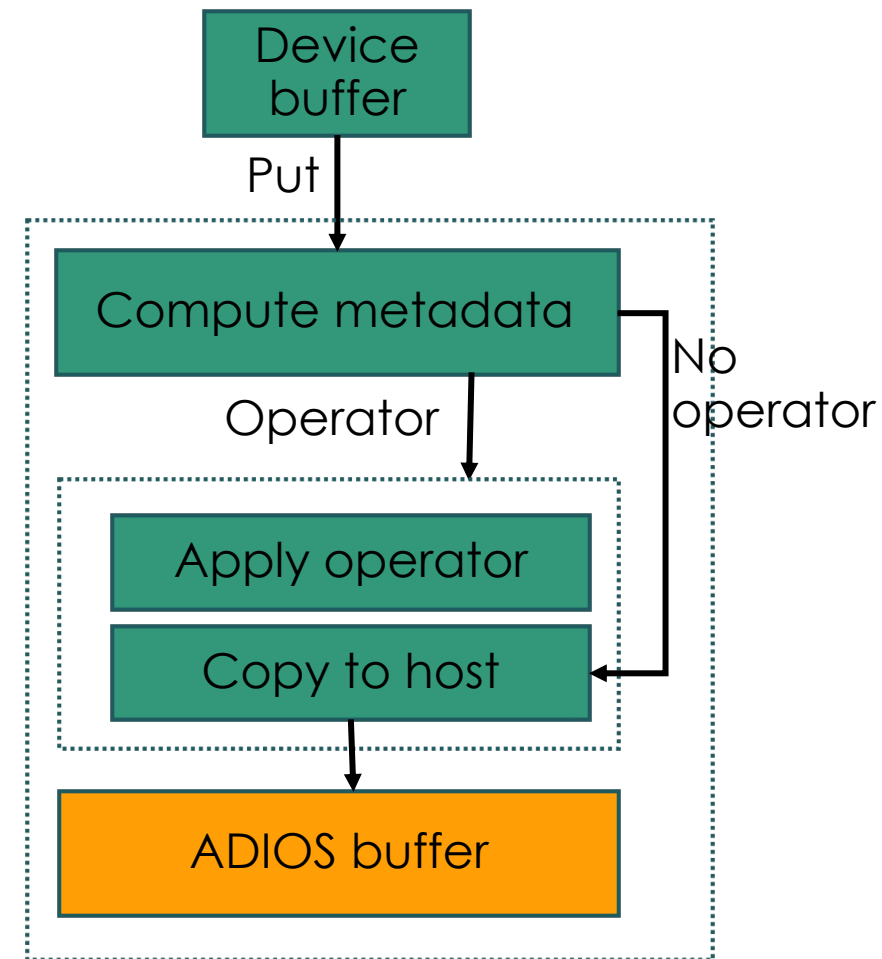 Device
buffer
Put
Compute metadata
No
operator
Operator
Apply operator
Copy to host
ADIOS buffer